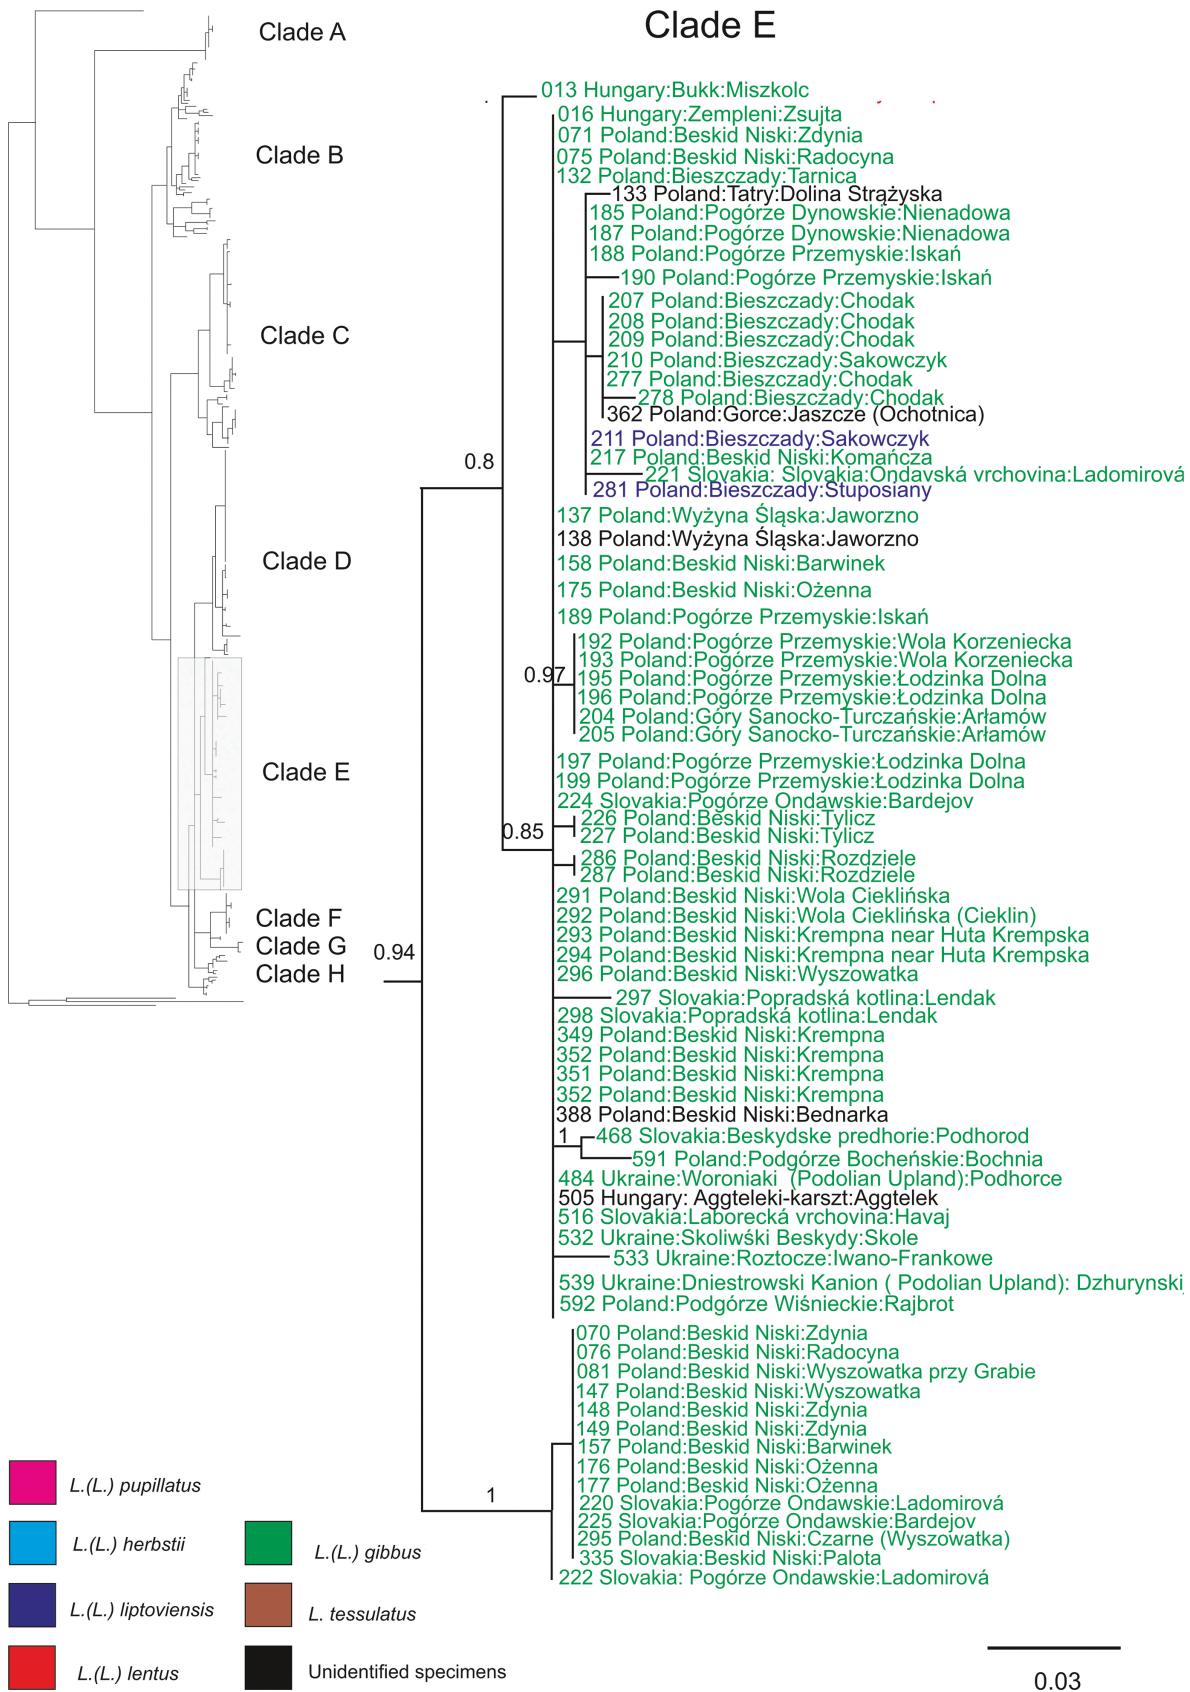 Clade E
Clade A
Clade B
Clade C
Clade D
Clade E
Clade F
Clade G
Clade H
013 Hungary:Bukk:Miszkolc
016 Hungary:Zempleni:Zsujta
071 Poland:Beskid Niski:Zdynia
075 Poland:Beskid Niski:Radocyna
132 Poland:Bieszczady:Tarnica
133 Poland:Tatry:Dolina Strążyska
185 Poland:Pogórze Dynowskie:Nienadowa
187 Poland:Pogórze Dynowskie:Nienadowa
188 Poland:Pogórze Przemyskie:Iskań
190 Poland:Pogórze Przemyskie:Iskań
207 Poland:Bieszczady:Chodak
208 Poland:Bieszczady:Chodak
209 Poland:Bieszczady:Chodak
210 Poland:Bieszczady:Sakowczyk
277 Poland:Bieszczady:Chodak
278 Poland:Bieszczady:Chodak
362 Poland:Gorce:Jaszcze (Ochotnica)
211 Poland:Bieszczady:Sakowczyk
217 Poland:Beskid Niski:Komańcza
221 Slovakia: Slovakia:Ondavská vrchovina:Ladomirová
281 Poland:Bieszczady:Stuposiany
137 Poland:Wyżyna Śląska:Jaworzno
138 Poland:Wyżyna Śląska:Jaworzno
158 Poland:Beskid Niski:Barwinek
175 Poland:Beskid Niski:Ożenna
189 Poland:Pogórze Przemyskie:Iskań
192 Poland:Pogórze Przemyskie:Wola Korzeniecka
193 Poland:Pogórze Przemyskie:Wola Korzeniecka
195 Poland:Pogórze Przemyskie:Łodzinka Dolna
196 Poland:Pogórze Przemyskie:Łodzinka Dolna
204 Poland:Góry Sanocko-Turczańskie:Arłamów
205 Poland:Góry Sanocko-Turczańskie:Arłamów
197 Poland:Pogórze Przemyskie:Łodzinka Dolna
199 Poland:Pogórze Przemyskie:Łodzinka Dolna
224 Slovakia:Pogórze Ondawskie:Bardejov
226 Poland:Beskid Niski:Tylicz
227 Poland:Beskid Niski:Tylicz
286 Poland:Beskid Niski:Rozdziele
287 Poland:Beskid Niski:Rozdziele
291 Poland:Beskid Niski:Wola Cieklińska
292 Poland:Beskid Niski:Wola Cieklińska (Cieklin)
293 Poland:Beskid Niski:Krempna near Huta Krempska
294 Poland:Beskid Niski:Krempna near Huta Krempska
296 Poland:Beskid Niski:Wyszowatka
297 Slovakia:Popradská kotlina:Lendak
298 Slovakia:Popradská kotlina:Lendak
349 Poland:Beskid Niski:Krempna
352 Poland:Beskid Niski:Krempna
351 Poland:Beskid Niski:Krempna
352 Poland:Beskid Niski:Krempna
388 Poland:Beskid Niski:Bednarka
468 Slovakia:Beskydske predhorie:Podhorod
591 Poland:Podgórze Bocheńskie:Bochnia
484 Ukraine:Woroniaki (Podolian Upland):Podhorce
505 Hungary: Aggteleki-karszt:Aggtelek
516 Slovakia:Laborecká vrchovina:Havaj
532 Ukraine:Skoliwśki Beskydy:Skole
533 Ukraine:Roztocze:Iwano-Frankowe
539 Ukraine:Dniestrowski Kanion ( Podolian Upland): Dzhurynskij
592 Poland:Podgórze Wiśnieckie:Rajbrot
070 Poland:Beskid Niski:Zdynia
076 Poland:Beskid Niski:Radocyna
081 Poland:Beskid Niski:Wyszowatka przy Grabie
147 Poland:Beskid Niski:Wyszowatka
148 Poland:Beskid Niski:Zdynia
149 Poland:Beskid Niski:Zdynia
157 Poland:Beskid Niski:Barwinek
176 Poland:Beskid Niski:Ożenna
177 Poland:Beskid Niski:Ożenna
220 Slovakia:Pogórze Ondawskie:Ladomirová
225 Slovakia:Pogórze Ondawskie:Bardejov
295 Poland:Beskid Niski:Czarne (Wyszowatka)
335 Slovakia:Beskid Niski:Palota
222 Slovakia: Pogórze Ondawskie:Ladomirová
0.8
0.97
0.85
0.94
1
1
L.(L.) pupillatus
L.(L.) herbstii
L.(L.) liptoviensis
L.(L.) lentus
L.(L.) gibbus
L. tessulatus
Unidentified specimens
0.03